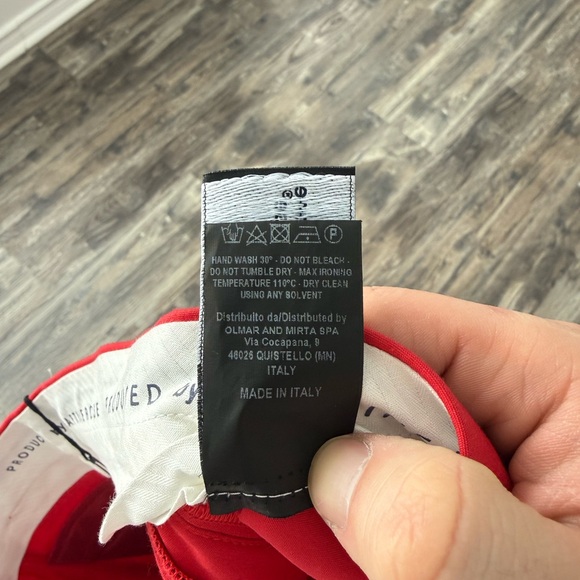 HAND WASH 30° - DO NOT BLEACH -
DO NOT TUMBLE DRY - MAX IRONING
TEMPERATURE 110°C - DRY CLEAN
USING ANY SOLVENT
Distribuito da/Distributed by
OLMAR AND MIRTA SPA
Via Cocapana, 9
46026 QUISTELLO (MN)
ITALY
MADE IN ITALY